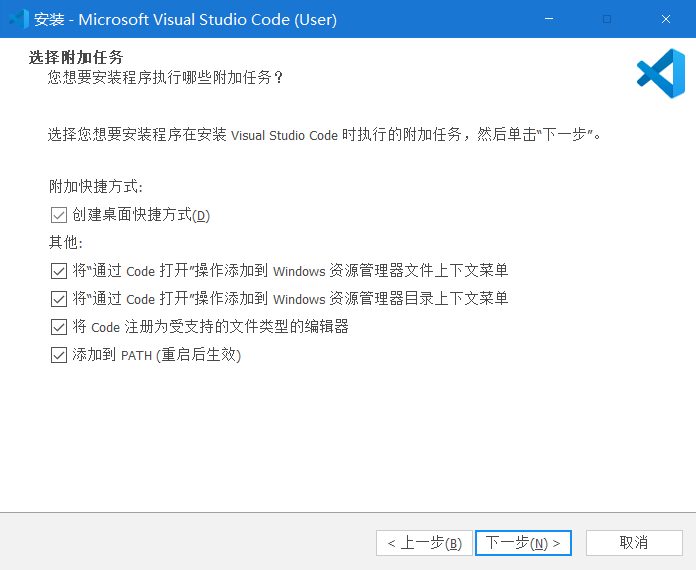 安装 - Microsoft Visual Studio Code (User)
选择附加任务
您想要安装程序执行哪些附加任务？
选择您想要安装程序在安装 Visual Studio Code 时执行的附加任务，然后单击“下一步”。
附加快捷方式:
创建桌面快捷方式(D)
其他:
将“通过 Code 打开”操作添加到 Windows 资源管理器文件上下文菜单
将“通过 Code 打开”操作添加到 Windows 资源管理器目录上下文菜单
将 Code 注册为受支持的文件类型的编辑器
添加到 PATH (重启后生效)
< 上一步(B) 下一步(N) > 取消